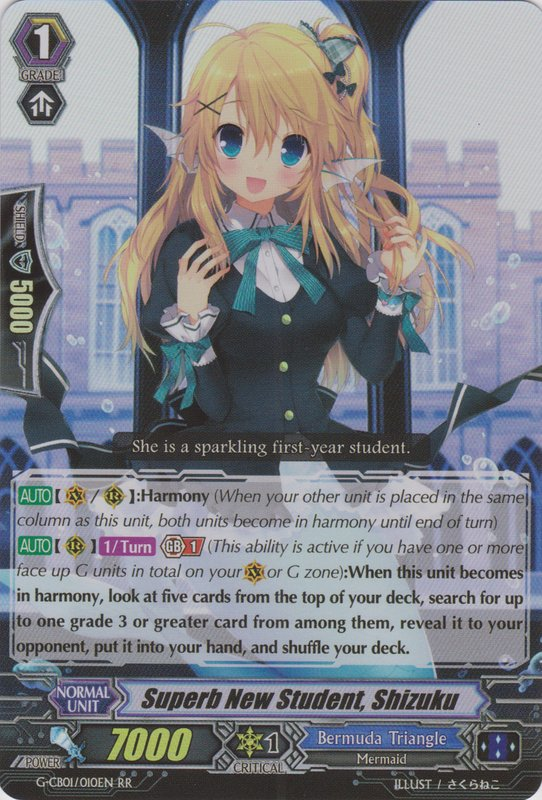 1
GRADE
SHIELD
5000
She is a sparkling first-year student.
AUTO【 V / R 】:Harmony (When your other unit is placed in the same
column as this unit, both units become in harmony until end of turn)
AUTO【 R 】1/Turn GB 1 (This ability is active if you have one or more
face up G units in total on your V or G zone):When this unit becomes
in harmony, look at five cards from the top of your deck, search for up
to one grade 3 or greater card from among them, reveal it to your
opponent, put it into your hand, and shuffle your deck.
NORMAL
UNIT
Superb New Student, Shizuku
POWER
7000
1
CRITICAL
Bermuda Triangle
Mermaid
G-CB01/010EN RR
ILLUST / さくらねこ